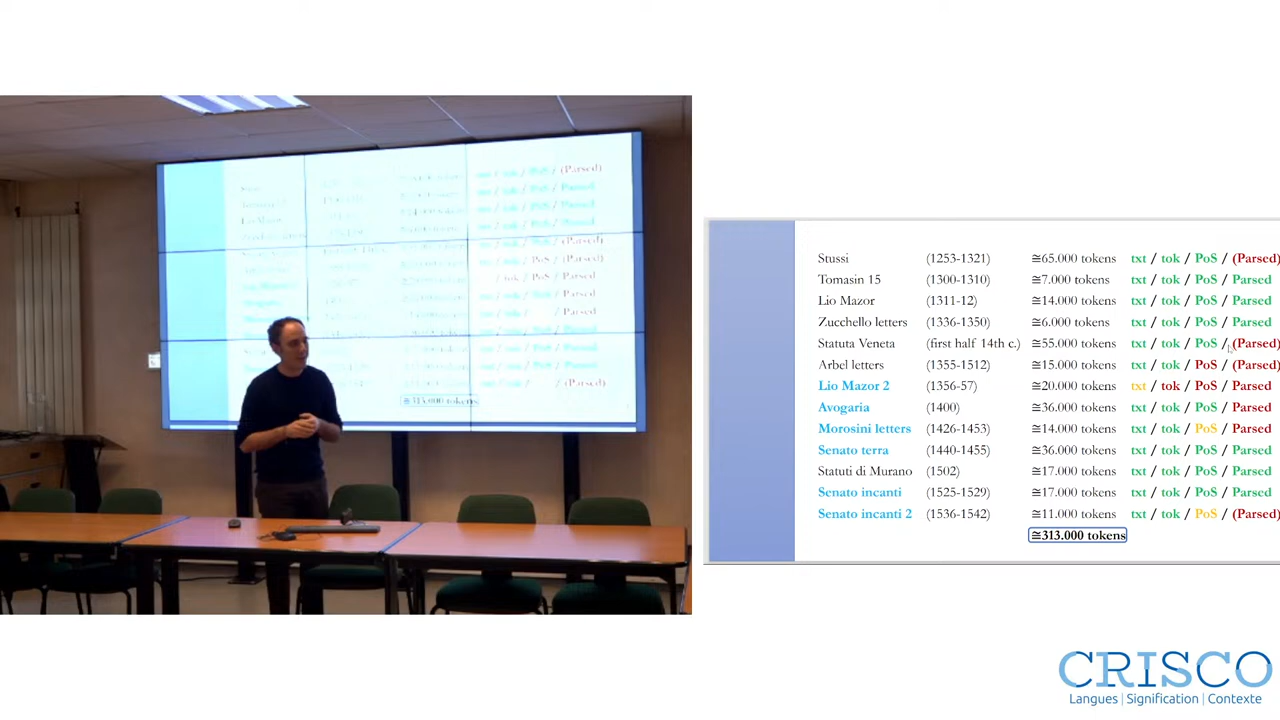 Stussi (1253-1321) ≅65.000 tokens txt / tok / PoS / (Parsed)
Tomasin 15 (1300-1310) ≅7.000 tokens txt / tok / PoS / Parsed
Lio Mazor (1311-12) ≅14.000 tokens txt / tok / PoS / Parsed
Zucchello letters (1336-1350) ≅6.000 tokens txt / tok / PoS / Parsed
Statuta Veneta (first half 14th c.) ≅55.000 tokens txt / tok / PoS / (Parsed)
Arbel letters (1355-1512) ≅15.000 tokens txt / tok / PoS / (Parsed)
Lio Mazor 2 (1356-57) ≅20.000 tokens txt / tok / PoS / Parsed
Avogaria (1400) ≅36.000 tokens txt / tok / PoS / Parsed
Morosini letters (1426-1453) ≅14.000 tokens txt / tok / PoS / Parsed
Senato terra (1440-1455) ≅36.000 tokens txt / tok / PoS / Parsed
Statuti di Murano (1502) ≅17.000 tokens txt / tok / PoS / Parsed
Senato incanti (1525-1529) ≅17.000 tokens txt / tok / PoS / Parsed
Senato incanti 2 (1536-1542) ≅11.000 tokens txt / tok / PoS / (Parsed)
≅313.000 tokens
CRISCO
Langues | Signification | Contexte